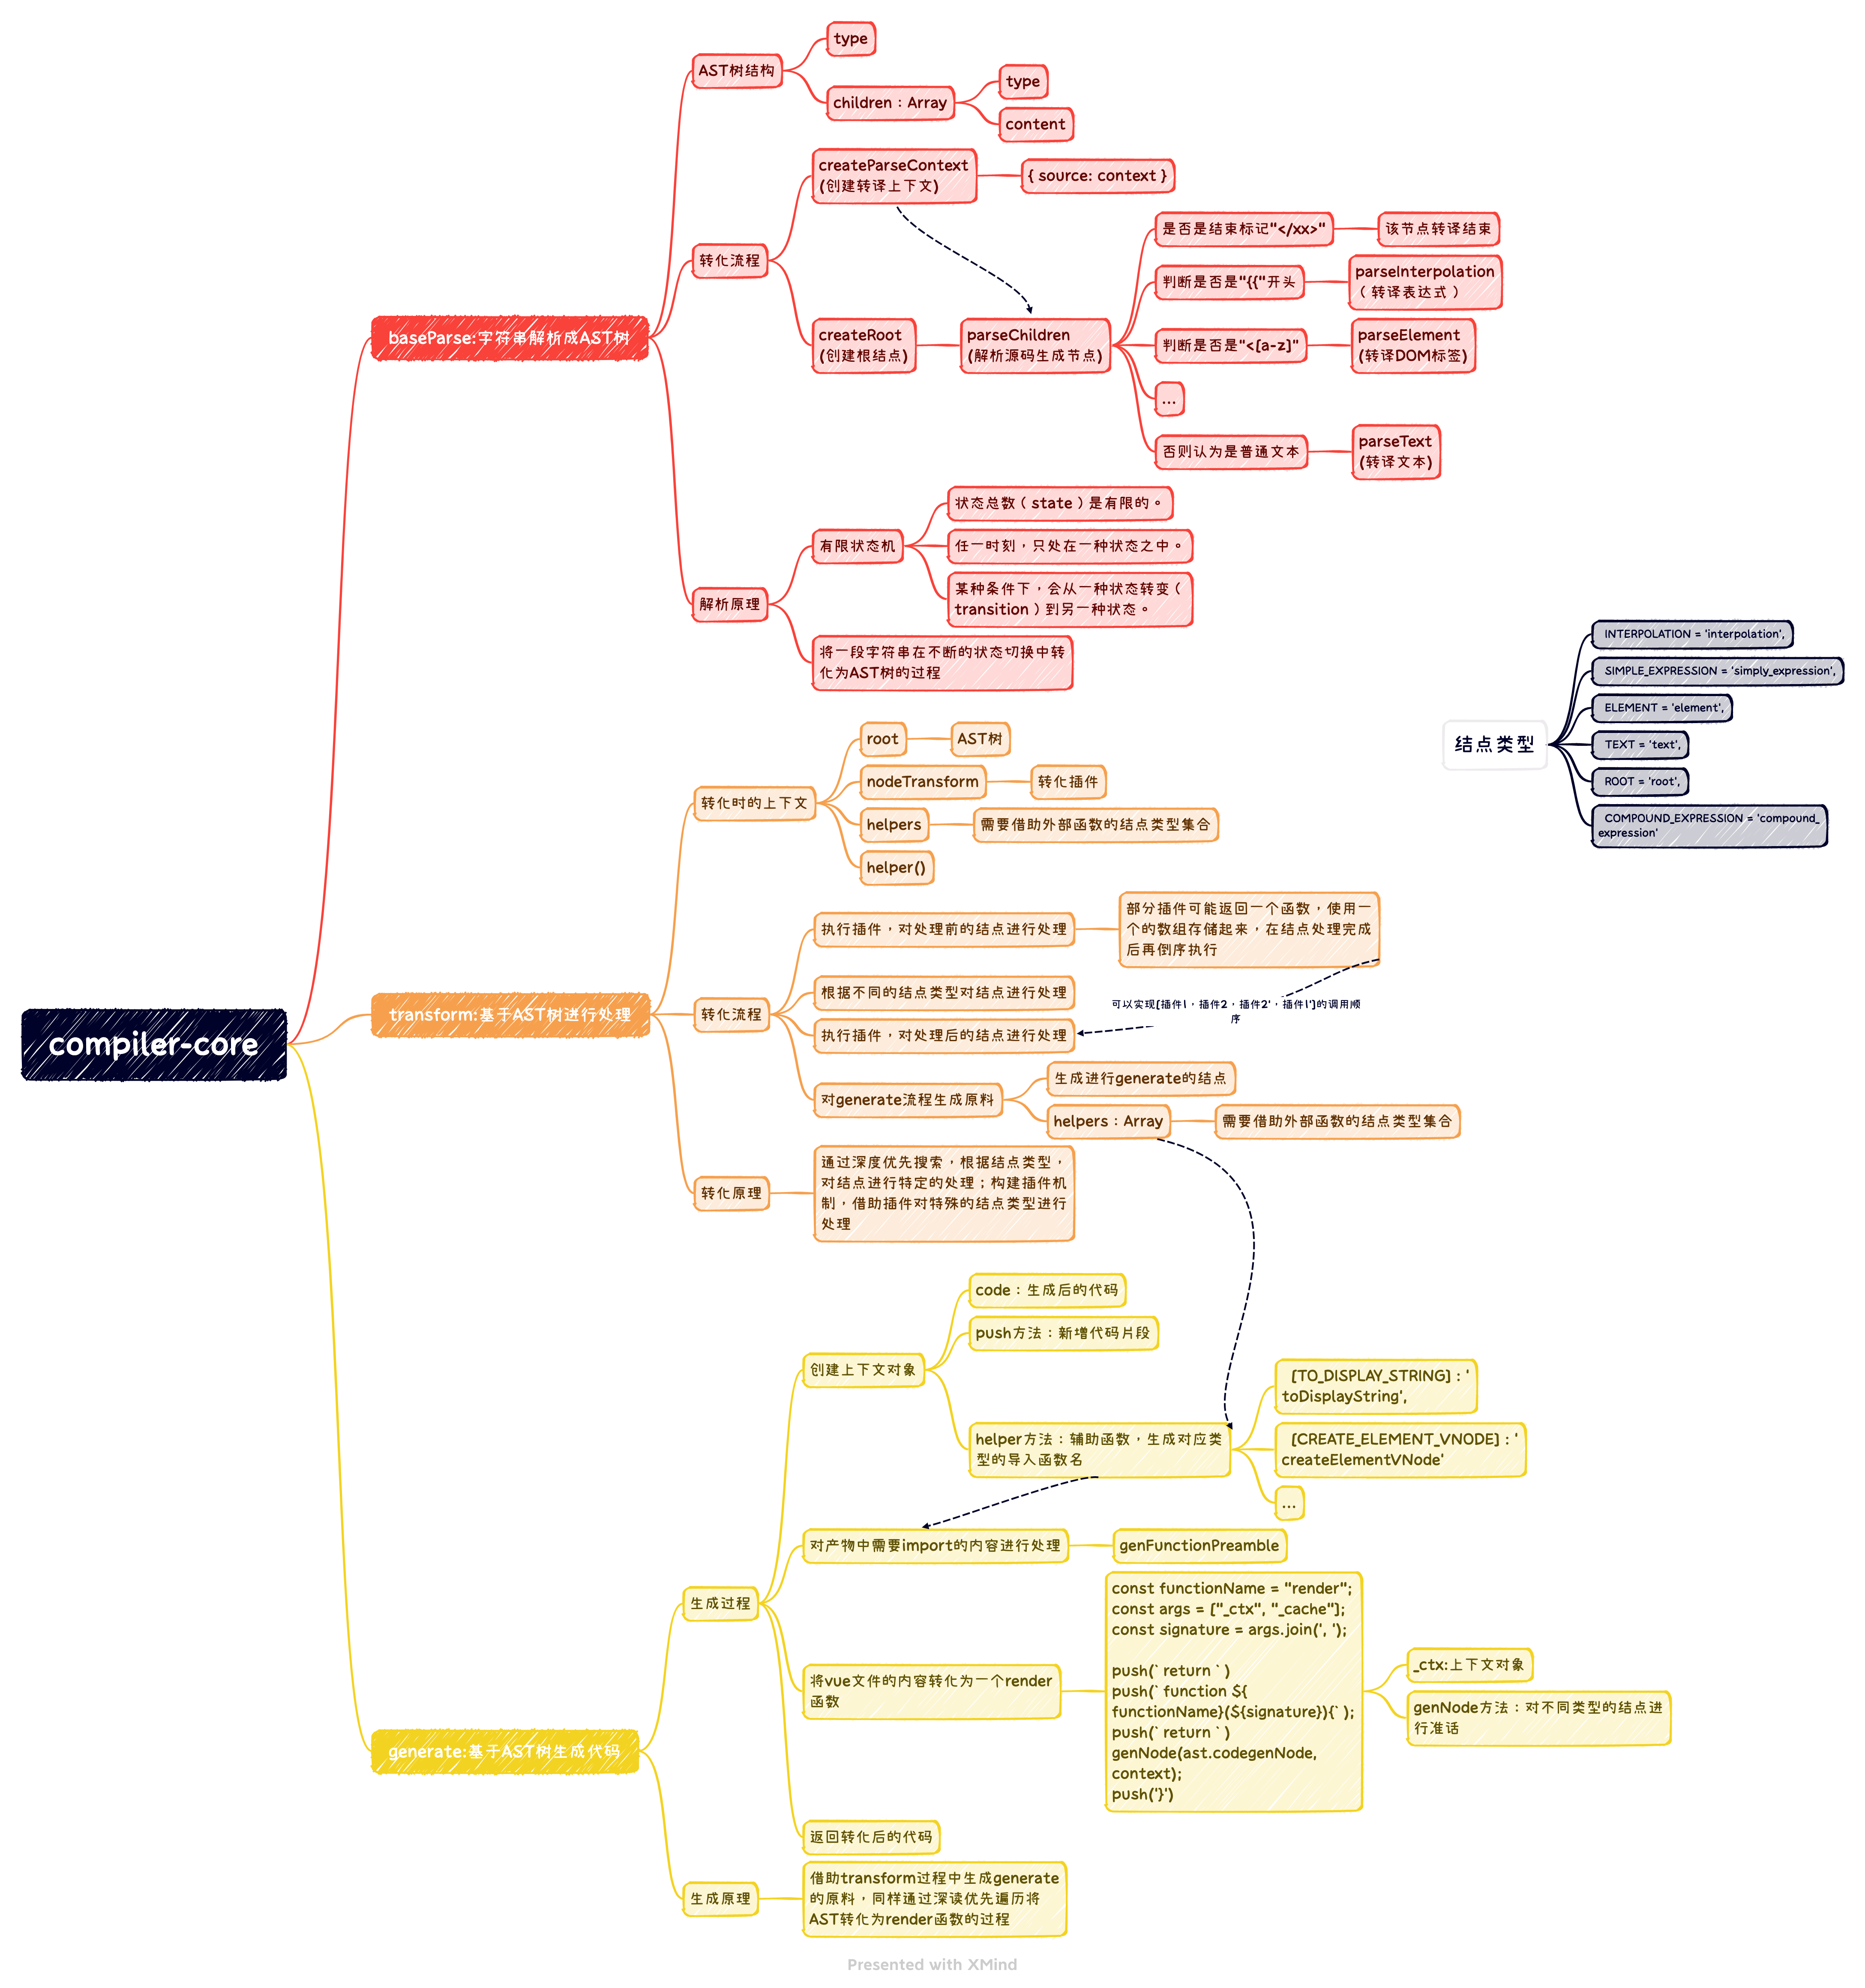 compiler-core
baseParse:字符串解析成AST树
AST树结构
type
children：Array
type
content
转化流程
createParseContext
(创建转译上下文)
{ source: context }
createRoot
(创建根结点)
parseChildren
(解析源码生成节点)
是否是结束标记"</xx>"
该节点转译结束
判断是否是"{{"开头
parseInterpolation
（转译表达式）
判断是否是"<[a-z]"
parseElement
(转译DOM标签)
...
否则认为是普通文本
parseText
(转译文本)
解析原理
有限状态机
状态总数（state）是有限的。
任一时刻，只处在一种状态之中。
某种条件下，会从一种状态转变（
transition）到另一种状态。
将一段字符串在不断的状态切换中转
化为AST树的过程
结点类型
INTERPOLATION = 'interpolation',
SIMPLE_EXPRESSION = 'simply_expression',
ELEMENT = 'element',
TEXT = 'text',
ROOT = 'root',
COMPOUND_EXPRESSION = 'compound_
expression'
transform:基于AST树进行处理
转化时的上下文
root
AST树
nodeTransform
转化插件
helpers
需要借助外部函数的结点类型集合
helper()
转化流程
执行插件，对处理前的结点进行处理
部分插件可能返回一个函数，使用一
个的数组存储起来，在结点处理完成
后再倒序执行
根据不同的结点类型对结点进行处理
可以实现[插件1，插件2，插件2'，插件1']的调用顺
序
执行插件，对处理后的结点进行处理
对generate流程生成原料
生成进行generate的结点
helpers：Array
需要借助外部函数的结点类型集合
转化原理
通过深度优先搜索，根据结点类型，
对结点进行特定的处理；构建插件机
制，借助插件对特殊的结点类型进行
处理
generate:基于AST树生成代码
生成过程
创建上下文对象
code：生成后的代码
push方法：新增代码片段
helper方法：辅助函数，生成对应类
型的导入函数名
[TO_DISPLAY_STRING]：'
toDisplayString',
[CREATE_ELEMENT_VNODE]：'
createElementVNode'
...
对产物中需要import的内容进行处理
genFunctionPreamble
将vue文件的内容转化为一个render
函数
const functionName = "render";
const args = ["_ctx", "_cache"];
const signature = args.join(', ');
push(` return `)
push(` function ${
functionName}(${signature}){` );
push(` return `)
genNode(ast.codegenNode,
context);
push('}')
_ctx:上下文对象
genNode方法：对不同类型的结点进
行准话
返回转化后的代码
生成原理
借助transform过程中生成generate
的原料，同样通过深读优先遍历将
AST转化为render函数的过程
Presented with XMind